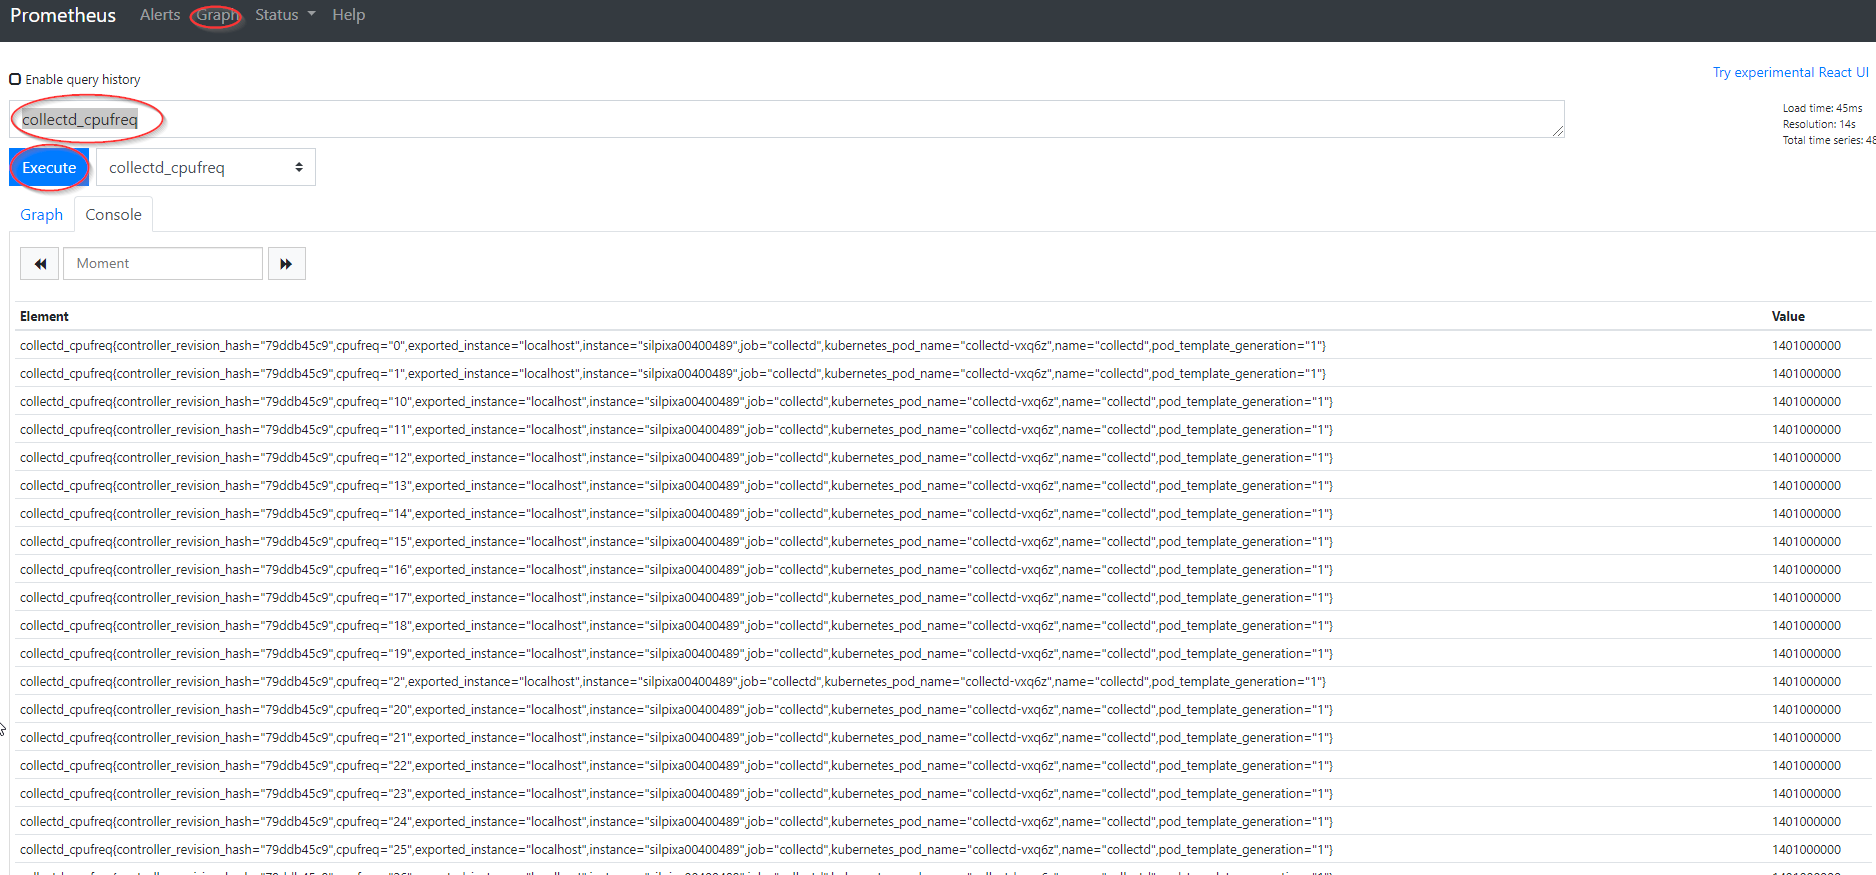 Prometheus Alerts Graph Status Help
Enable query history
Try experimental React UI
collectd_cpufreq
Load time: 45ms
Resolution: 14s
Total time series: 48
Execute collectd_cpufreq
Graph Console
Moment
Element Value
collectd_cpufreq{controller_revision_hash="79ddb45c9",cpufreq="0",exported_instance="localhost",instance="silpixa00400489",job="collectd",kubernetes_pod_name="collectd-vxq6z",name="collectd",pod_template_generation="1"} 1401000000
collectd_cpufreq{controller_revision_hash="79ddb45c9",cpufreq="1",exported_instance="localhost",instance="silpixa00400489",job="collectd",kubernetes_pod_name="collectd-vxq6z",name="collectd",pod_template_generation="1"} 1401000000
collectd_cpufreq{controller_revision_hash="79ddb45c9",cpufreq="10",exported_instance="localhost",instance="silpixa00400489",job="collectd",kubernetes_pod_name="collectd-vxq6z",name="collectd",pod_template_generation="1"} 1401000000
collectd_cpufreq{controller_revision_hash="79ddb45c9",cpufreq="11",exported_instance="localhost",instance="silpixa00400489",job="collectd",kubernetes_pod_name="collectd-vxq6z",name="collectd",pod_template_generation="1"} 1401000000
collectd_cpufreq{controller_revision_hash="79ddb45c9",cpufreq="12",exported_instance="localhost",instance="silpixa00400489",job="collectd",kubernetes_pod_name="collectd-vxq6z",name="collectd",pod_template_generation="1"} 1401000000
collectd_cpufreq{controller_revision_hash="79ddb45c9",cpufreq="13",exported_instance="localhost",instance="silpixa00400489",job="collectd",kubernetes_pod_name="collectd-vxq6z",name="collectd",pod_template_generation="1"} 1401000000
collectd_cpufreq{controller_revision_hash="79ddb45c9",cpufreq="14",exported_instance="localhost",instance="silpixa00400489",job="collectd",kubernetes_pod_name="collectd-vxq6z",name="collectd",pod_template_generation="1"} 1401000000
collectd_cpufreq{controller_revision_hash="79ddb45c9",cpufreq="15",exported_instance="localhost",instance="silpixa00400489",job="collectd",kubernetes_pod_name="collectd-vxq6z",name="collectd",pod_template_generation="1"} 1401000000
collectd_cpufreq{controller_revision_hash="79ddb45c9",cpufreq="16",exported_instance="localhost",instance="silpixa00400489",job="collectd",kubernetes_pod_name="collectd-vxq6z",name="collectd",pod_template_generation="1"} 1401000000
collectd_cpufreq{controller_revision_hash="79ddb45c9",cpufreq="17",exported_instance="localhost",instance="silpixa00400489",job="collectd",kubernetes_pod_name="collectd-vxq6z",name="collectd",pod_template_generation="1"} 1401000000
collectd_cpufreq{controller_revision_hash="79ddb45c9",cpufreq="18",exported_instance="localhost",instance="silpixa00400489",job="collectd",kubernetes_pod_name="collectd-vxq6z",name="collectd",pod_template_generation="1"} 1401000000
collectd_cpufreq{controller_revision_hash="79ddb45c9",cpufreq="19",exported_instance="localhost",instance="silpixa00400489",job="collectd",kubernetes_pod_name="collectd-vxq6z",name="collectd",pod_template_generation="1"} 1401000000
collectd_cpufreq{controller_revision_hash="79ddb45c9",cpufreq="2",exported_instance="localhost",instance="silpixa00400489",job="collectd",kubernetes_pod_name="collectd-vxq6z",name="collectd",pod_template_generation="1"} 1401000000
collectd_cpufreq{controller_revision_hash="79ddb45c9",cpufreq="20",exported_instance="localhost",instance="silpixa00400489",job="collectd",kubernetes_pod_name="collectd-vxq6z",name="collectd",pod_template_generation="1"} 1401000000
collectd_cpufreq{controller_revision_hash="79ddb45c9",cpufreq="21",exported_instance="localhost",instance="silpixa00400489",job="collectd",kubernetes_pod_name="collectd-vxq6z",name="collectd",pod_template_generation="1"} 1401000000
collectd_cpufreq{controller_revision_hash="79ddb45c9",cpufreq="22",exported_instance="localhost",instance="silpixa00400489",job="collectd",kubernetes_pod_name="collectd-vxq6z",name="collectd",pod_template_generation="1"} 1401000000
collectd_cpufreq{controller_revision_hash="79ddb45c9",cpufreq="23",exported_instance="localhost",instance="silpixa00400489",job="collectd",kubernetes_pod_name="collectd-vxq6z",name="collectd",pod_template_generation="1"} 1401000000
collectd_cpufreq{controller_revision_hash="79ddb45c9",cpufreq="24",exported_instance="localhost",instance="silpixa00400489",job="collectd",kubernetes_pod_name="collectd-vxq6z",name="collectd",pod_template_generation="1"} 1401000000
collectd_cpufreq{controller_revision_hash="79ddb45c9",cpufreq="25",exported_instance="localhost",instance="silpixa00400489",job="collectd",kubernetes_pod_name="collectd-vxq6z",name="collectd",pod_template_generation="1"} 1401000000